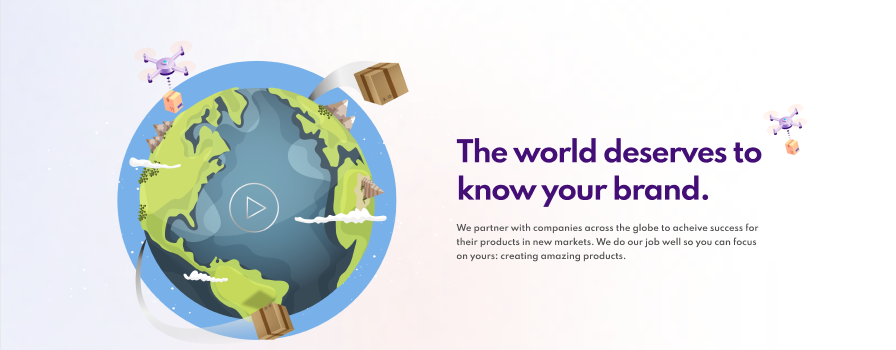 The world deserves to
know your brand.
We partner with companies across the globe to acheive success for
their products in new markets. We do our job well so you can focus
on yours: creating amazing products.